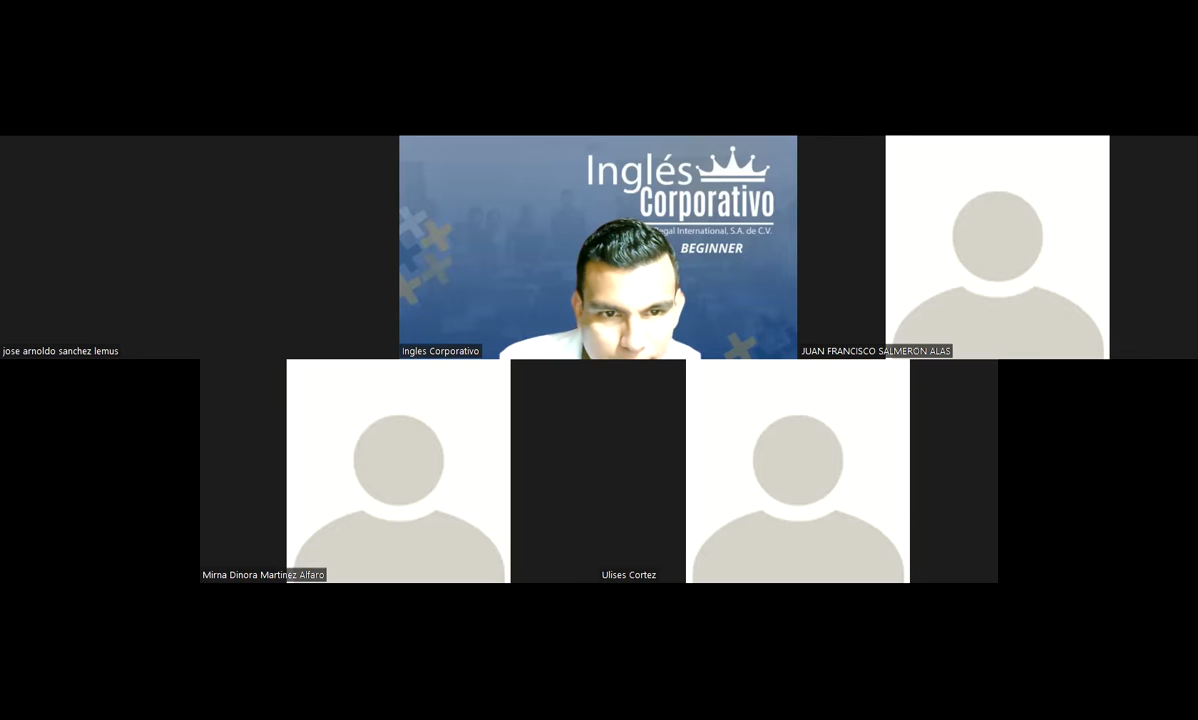 Inglés
Corporativo
egal International, S.A. de C.V.
BEGINNER
jose arnoldo sanchez lemus
Ingles Corporativo
JUAN FRANCISCO SALMERON ALAS
Mirna Dinora Martinez Alfaro
Ulises Cortez